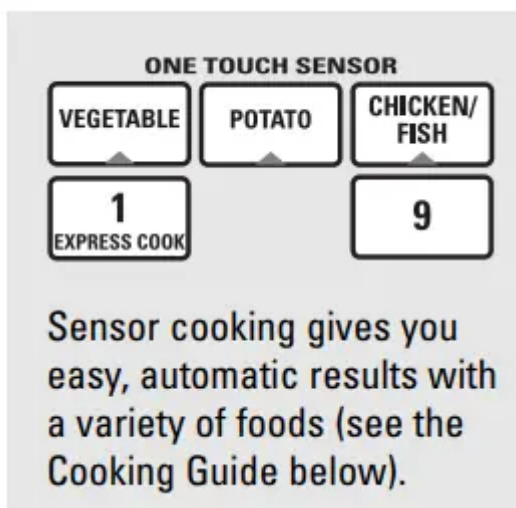 ONE TOUCH SENSOR
VEGETABLE POTATO CHICKEN/
FISH
1 9
EXPRESS COOK
Sensor cooking gives you
easy, automatic results with
a variety of foods (see the
Cooking Guide below).